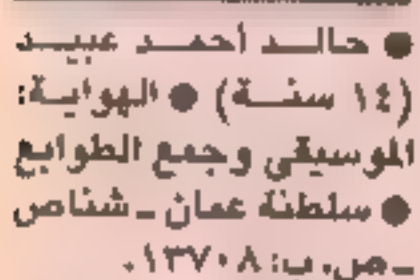 ● خالد أحمد عبيد
(١٤ سنة) ● الهواية:
الموسيقى وجمع الطوابع
● سلطنة عمان - شناص
- ص.ب: ١٣٧٠٨.